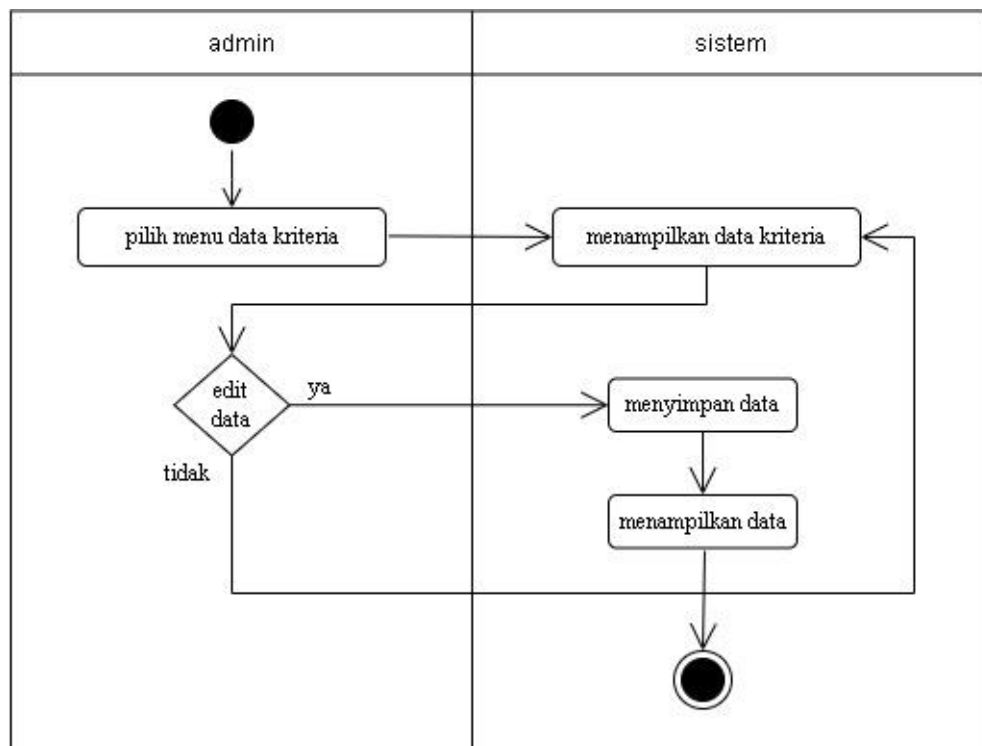 admin
sistem
pilih menu data kriteria
menampilkan data kriteria
edit
data
ya
menyimpan data
tidak
menampilkan data